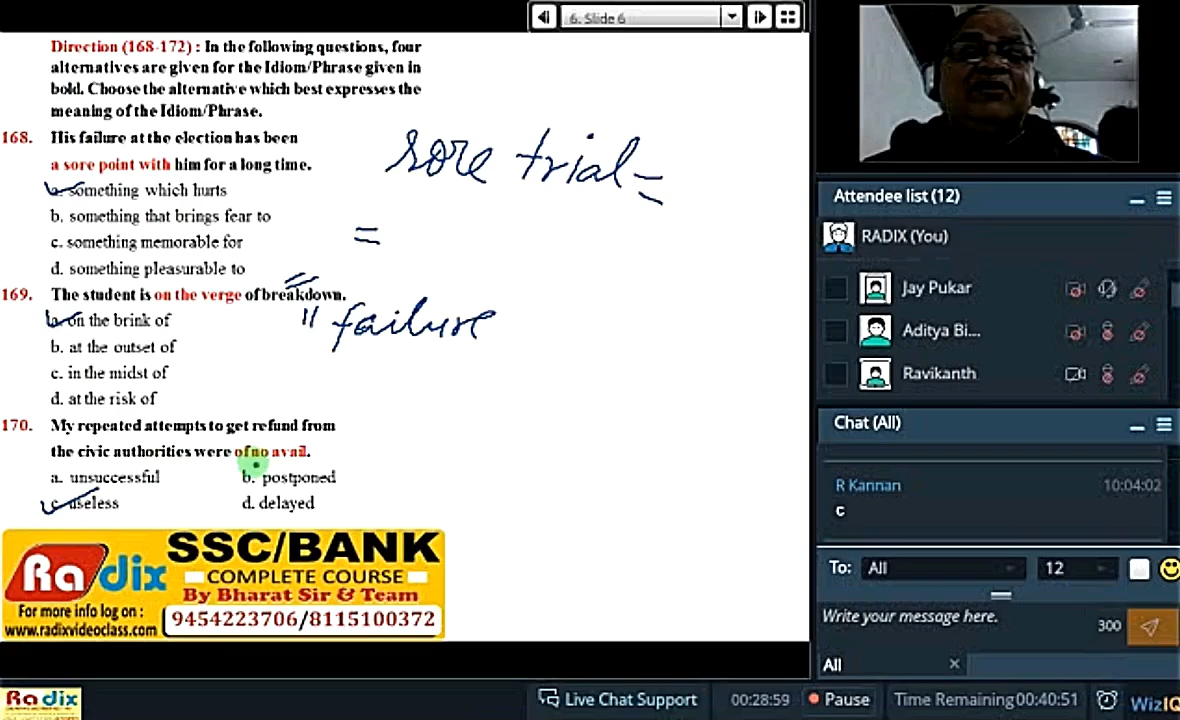 6. Slide 6
Direction (168-172) : In the following questions, four
alternatives are given for the Idiom/Phrase given in
bold. Choose the alternative which best expresses the
meaning of the Idiom/Phrase.
168. His failure at the election has been
a sore point with him for a long time.
a. something which hurts
b. something that brings fear to
c. something memorable for
d. something pleasurable to
sore trial =
=
169. The student is on the verge of breakdown.
a. on the brink of
b. at the outset of
c. in the midst of
d. at the risk of
" failure
170. My repeated attempts to get refund from
the civic authorities were of no avail.
a. unsuccessful b. postponed
c. useless d. delayed
Radix
SSC/BANK
COMPLETE COURSE
By Bharat Sir & Team
For more info log on :
www.radixvideoclass.com
9454223706/8115100372
Attendee list (12)
RADIX (You)
Jay Pukar
Aditya Bi...
Ravikanth
Chat (All)
R Kannan 10:04:02
c
To: All 12
Write your message here.
300
All
Radix
Live Chat Support 00:28:59 Pause Time Remaining 00:40:51 WizIQ